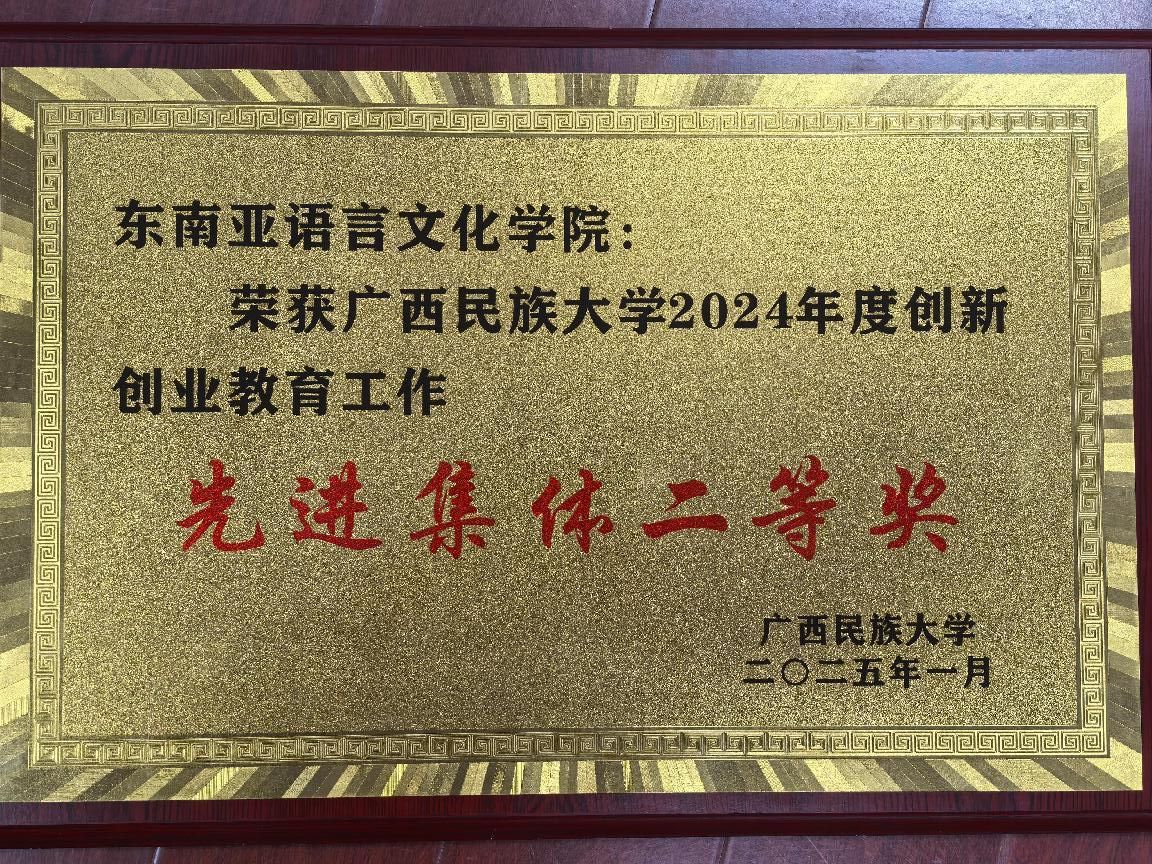 东南亚语言文化学院：
荣获广西民族大学2024年度创新
创业教育工作
先进集体二等奖
广西民族大学
二〇二五年一月